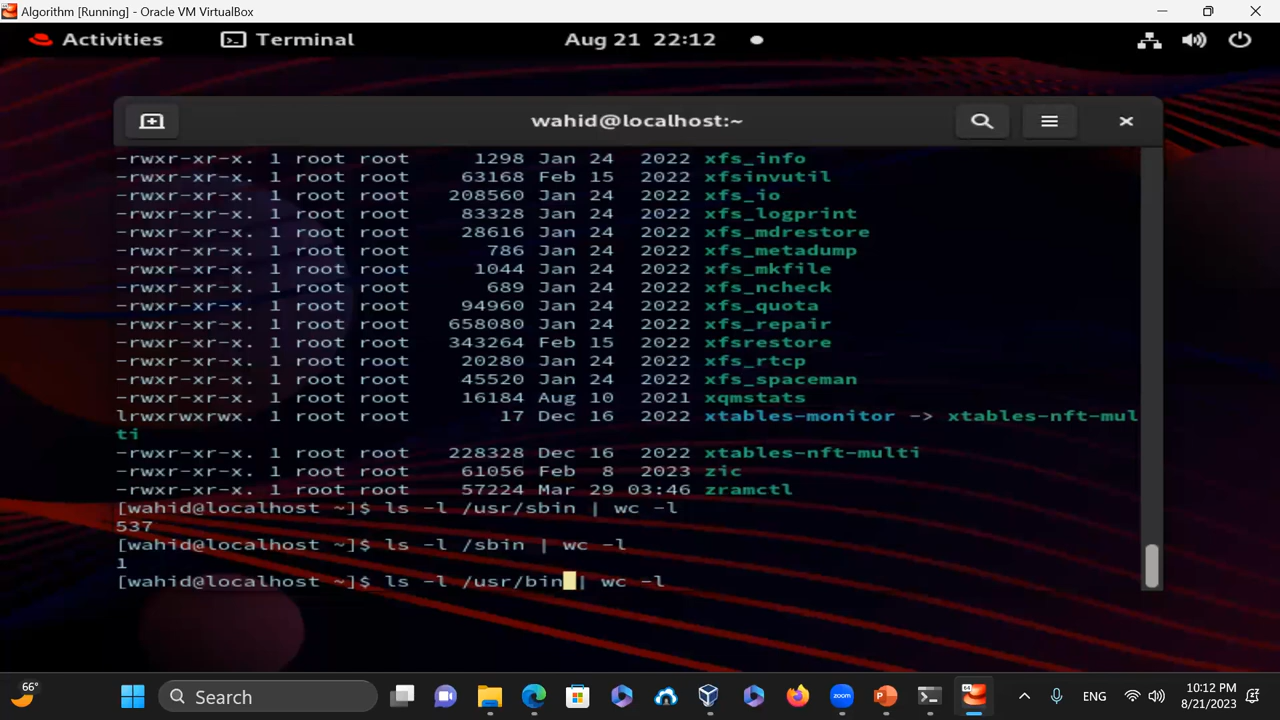 Algorithm [Running] - Oracle VM VirtualBox
Activities Terminal Aug 21 22:12
wahid@localhost:~
-rwxr-xr-x. 1 root root 1298 Jan 24 2022 xfs_info
-rwxr-xr-x. 1 root root 63168 Feb 15 2022 xfsinvutil
-rwxr-xr-x. 1 root root 208560 Jan 24 2022 xfs_io
-rwxr-xr-x. 1 root root 83328 Jan 24 2022 xfs_logprint
-rwxr-xr-x. 1 root root 28616 Jan 24 2022 xfs_mdrestore
-rwxr-xr-x. 1 root root 786 Jan 24 2022 xfs_metadump
-rwxr-xr-x. 1 root root 1044 Jan 24 2022 xfs_mkfile
-rwxr-xr-x. 1 root root 689 Jan 24 2022 xfs_ncheck
-rwxr-xr-x. 1 root root 94960 Jan 24 2022 xfs_quota
-rwxr-xr-x. 1 root root 658080 Jan 24 2022 xfs_repair
-rwxr-xr-x. 1 root root 343264 Feb 15 2022 xfsrestore
-rwxr-xr-x. 1 root root 20280 Jan 24 2022 xfs_rtcp
-rwxr-xr-x. 1 root root 45520 Jan 24 2022 xfs_spaceman
-rwxr-xr-x. 1 root root 16184 Aug 10 2021 xqmstats
lrwxrwxrwx. 1 root root 17 Dec 16 2022 xtables-monitor -> xtables-nft-mul
ti
-rwxr-xr-x. 1 root root 228328 Dec 16 2022 xtables-nft-multi
-rwxr-xr-x. 1 root root 61056 Feb 8 2023 zic
-rwxr-xr-x. 1 root root 57224 Mar 29 03:46 zramctl
[wahid@localhost ~]$ ls -l /usr/sbin | wc -l
537
[wahid@localhost ~]$ ls -l /sbin | wc -l
1
[wahid@localhost ~]$ ls -l /usr/bin | wc -l
66° Search zoom ENG 10:12 PM
8/21/2023